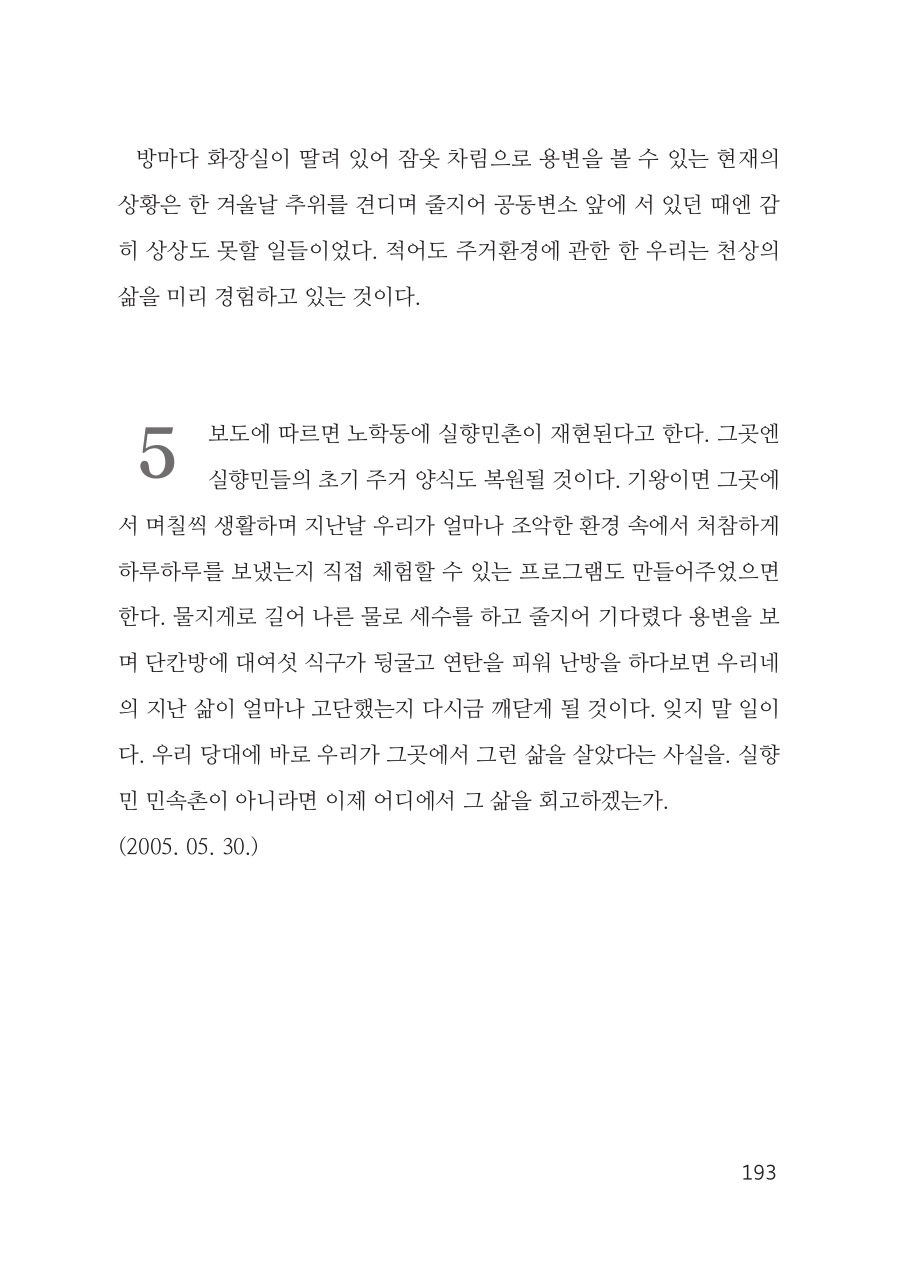 방마다 화장실이 딸려 있어 잠옷 차림으로 용변을 볼 수 있는 현재의
상황은 한 겨울날 추위를 견디며 줄지어 공동변소 앞에 서 있던 때엔 감
히 상상도 못할 일들이었다. 적어도 주거환경에 관한 한 우리는 천상의
삶을 미리 경험하고 있는 것이다.
5
보도에 따르면 노학동에 실향민촌이 재현된다고 한다. 그곳엔
실향민들의 초기 주거 양식도 복원될 것이다. 기왕이면 그곳에
서 며칠씩 생활하며 지난날 우리가 얼마나 조악한 환경 속에서 처참하게
하루하루를 보냈는지 직접 체험할 수 있는 프로그램도 만들어주었으면
한다. 물지게로 길어 나른 물로 세수를 하고 줄지어 기다렸다 용변을 보
며 단칸방에 대여섯 식구가 뒹굴고 연탄을 피워 난방을 하다보면 우리네
의 지난 삶이 얼마나 고단했는지 다시금 깨닫게 될 것이다. 잊지 말 일이
다. 우리 당대에 바로 우리가 그곳에서 그런 삶을 살았다는 사실을. 실향
민 민속촌이 아니라면 이제 어디에서 그 삶을 회고하겠는가.
(2005. 05. 30.)
193